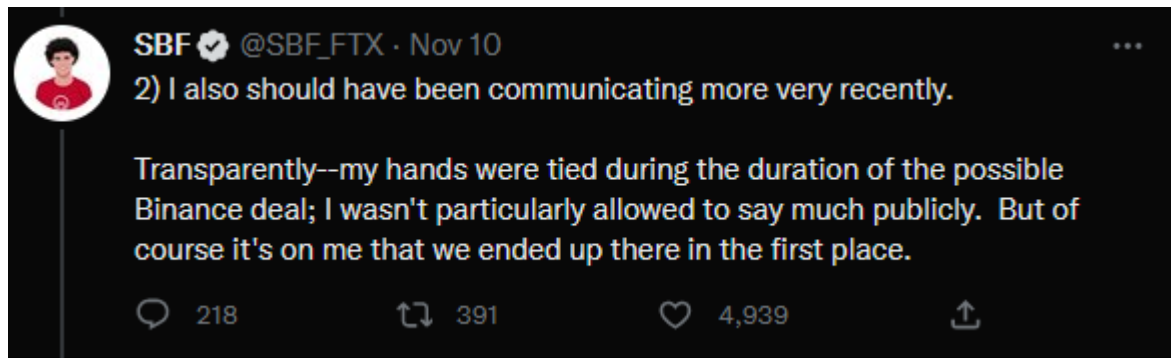 SBF @SBF_FTX · Nov 10
2) I also should have been communicating more very recently.
Transparently--my hands were tied during the duration of the possible
Binance deal; I wasn't particularly allowed to say much publicly.  But of
course it's on me that we ended up there in the first place.
218 391 4,939